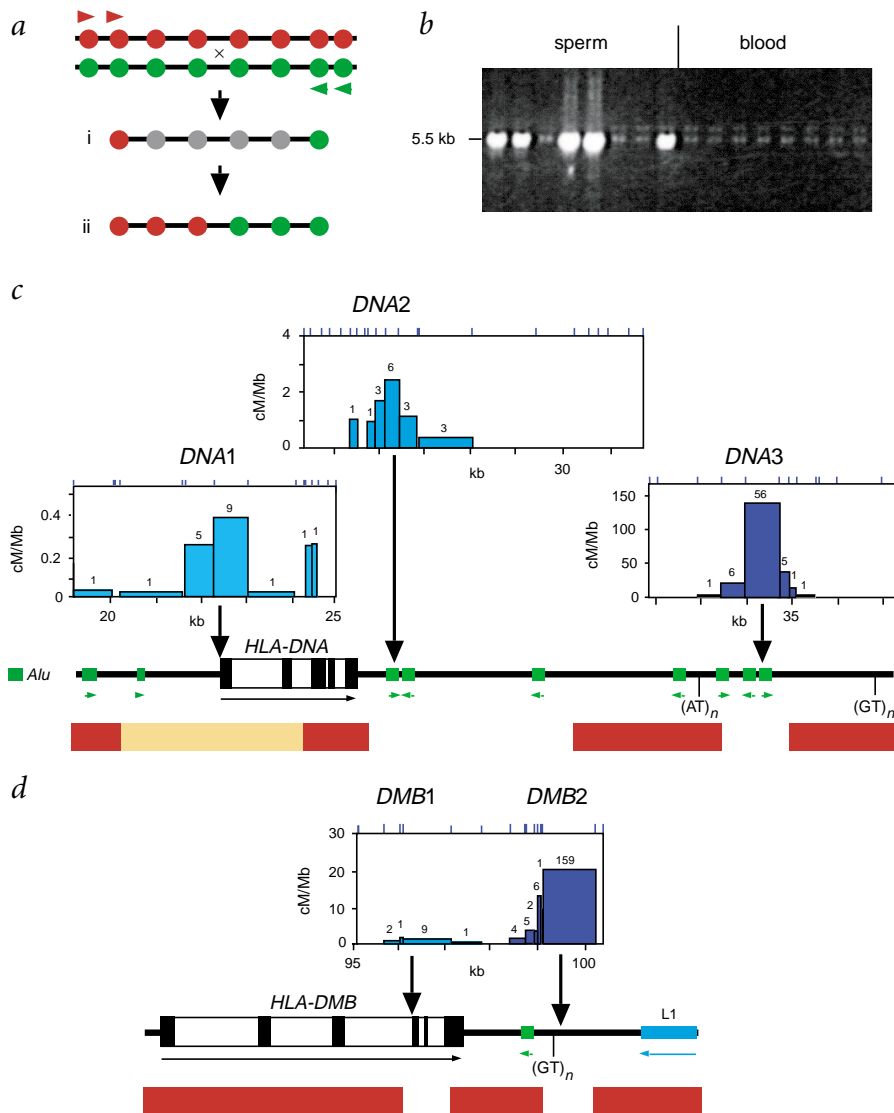 a
×
i
ii
b
sperm
blood
5.5 kb
c
DNA2
4
2
0
cM/Mb
1
1
3
6
3
3
kb
30
DNA1
0.4
0.2
0
cM/Mb
1
1
5
9
1
1
1
20
kb
25
DNA3
150
100
50
0
cM/Mb
1
6
56
5
1
1
kb
35
HLA-DNA
Alu
(AT)n
(GT)n
d
DMB1
DMB2
30
20
10
0
cM/Mb
2
1
9
1
4
5
2
6
1
159
95
kb
100
HLA-DMB
L1
(GT)n